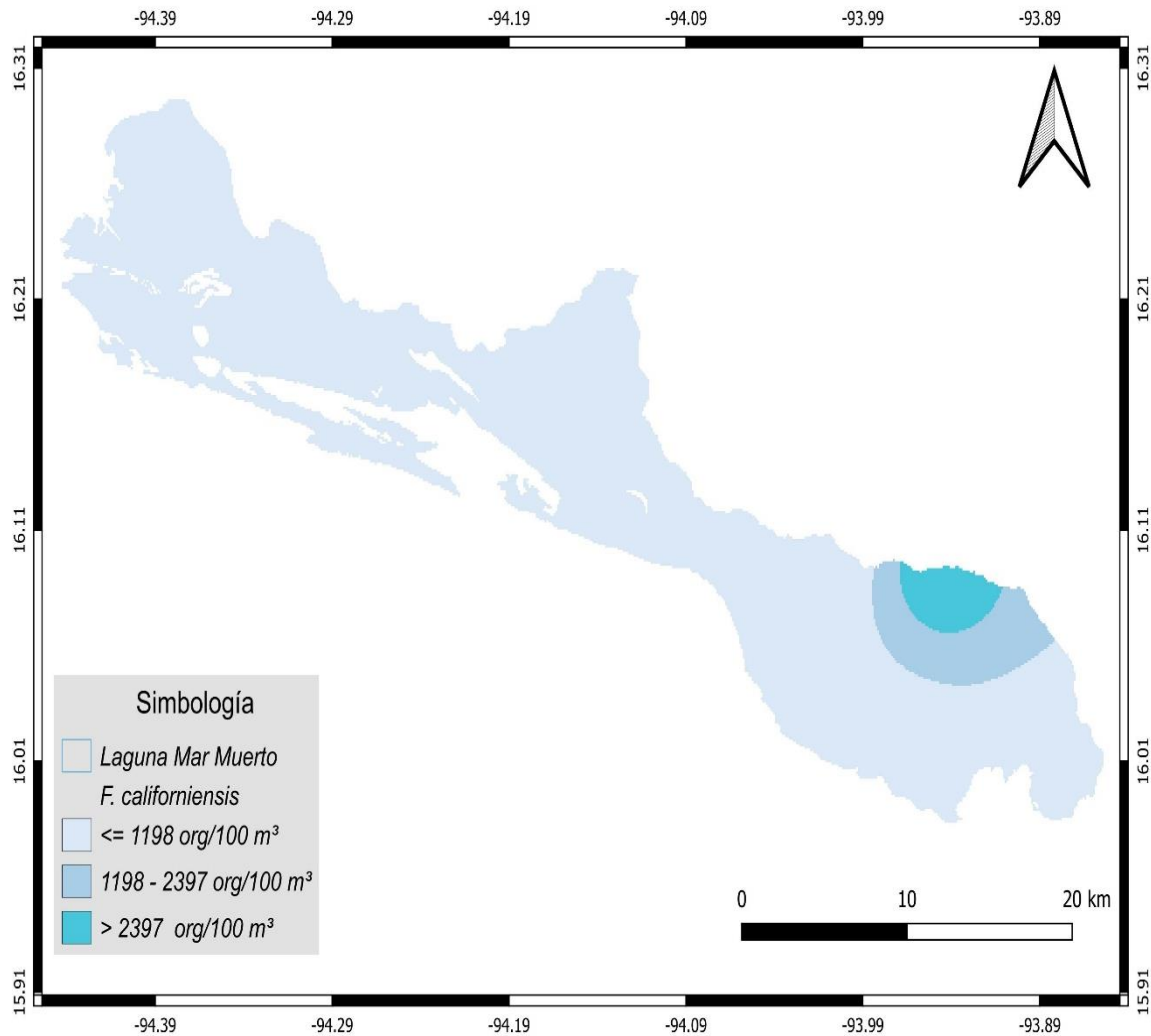 -94.39 -94.29 -94.19 -94.09 -93.99 -93.89
16.31 16.31
16.21 16.21
16.11 16.11
16.01 16.01
15.91 15.91
Simbología
Laguna Mar Muerto
F. californiensis
<= 1198 org/100 m³
1198 - 2397 org/100 m³
> 2397 org/100 m³
0 10 20 km
-94.39 -94.29 -94.19 -94.09 -93.99 -93.89